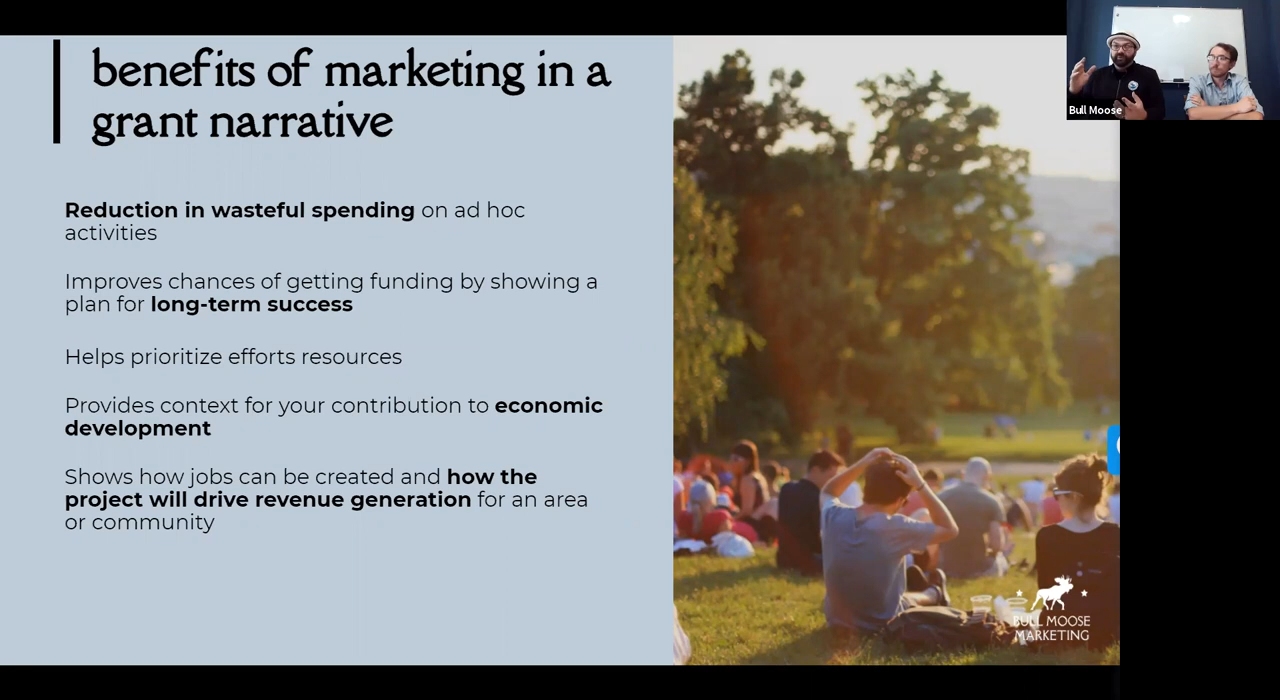 benefits of marketing in a
grant narrative
Reduction in wasteful spending on ad hoc
activities
Improves chances of getting funding by showing a
plan for long-term success
Helps prioritize efforts resources
Provides context for your contribution to economic
development
Shows how jobs can be created and how the
project will drive revenue generation for an area
or community
Bull Moose
BULL MOOSE
MARKETING